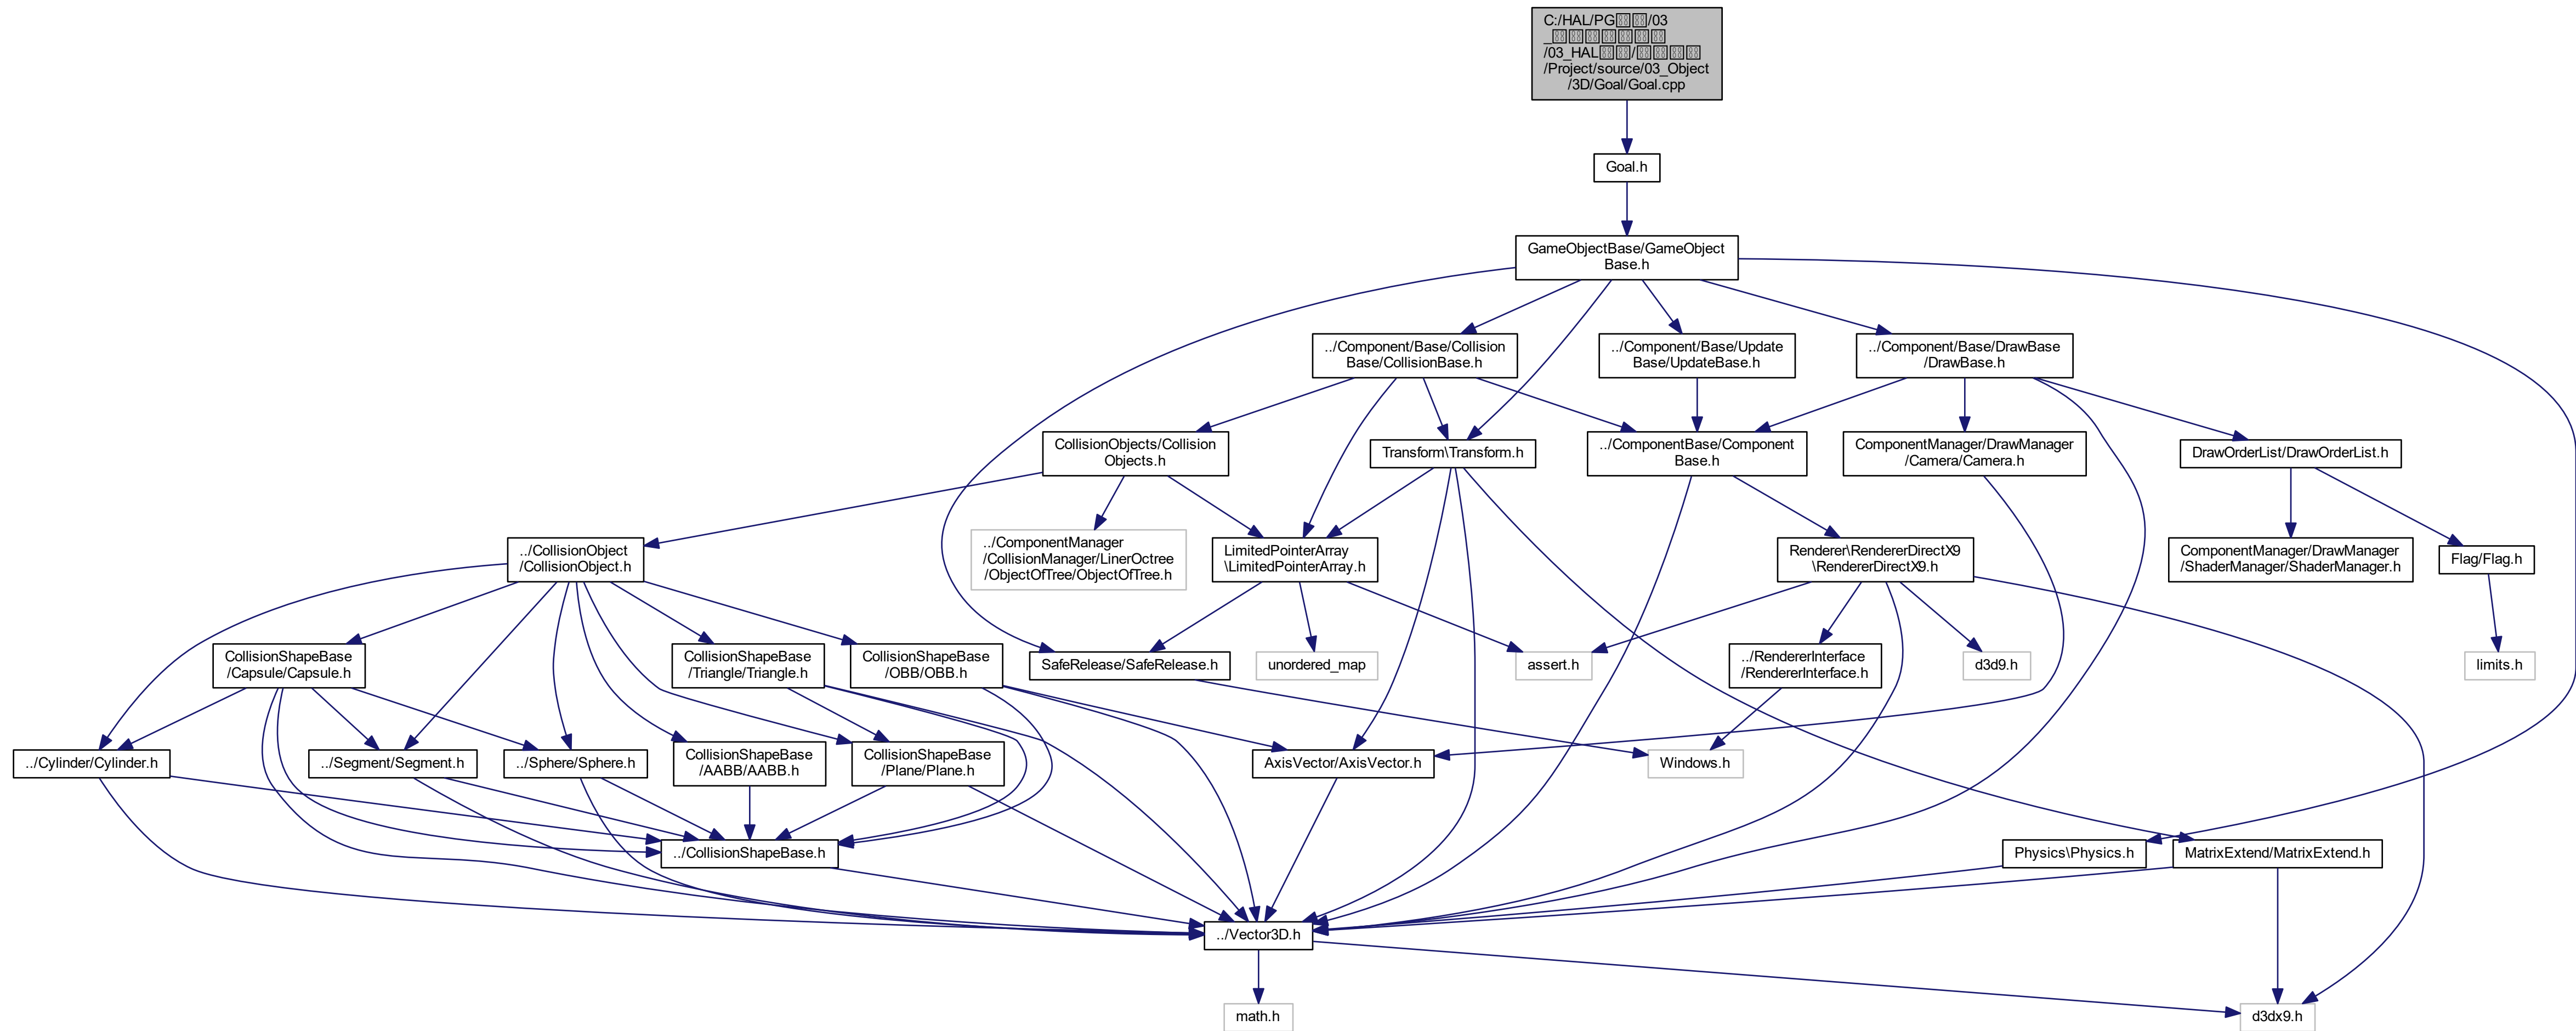 C:/HAL/PG/03
_
/03_HAL/
/Project/source/03_Object
/3D/Goal/Goal.cpp
Goal.h
GameObjectBase/GameObject
Base.h
../Component/Base/Collision
Base/CollisionBase.h
../Component/Base/Update
Base/UpdateBase.h
../Component/Base/DrawBase
/DrawBase.h
CollisionObjects/Collision
Objects.h
Transform\Transform.h
../ComponentBase/Component
Base.h
ComponentManager/DrawManager
/Camera/Camera.h
DrawOrderList/DrawOrderList.h
../CollisionObject
/CollisionObject.h
../ComponentManager
/CollisionManager/LinerOctree
/ObjectOfTree/ObjectOfTree.h
LimitedPointerArray
\LimitedPointerArray.h
Renderer\RendererDirectX9
\RendererDirectX9.h
ComponentManager/DrawManager
/ShaderManager/ShaderManager.h
Flag/Flag.h
CollisionShapeBase
/Capsule/Capsule.h
CollisionShapeBase
/Triangle/Triangle.h
CollisionShapeBase
/OBB/OBB.h
SafeRelease/SafeRelease.h
unordered_map
assert.h
../RendererInterface
/RendererInterface.h
d3d9.h
limits.h
../Cylinder/Cylinder.h
../Segment/Segment.h
../Sphere/Sphere.h
CollisionShapeBase
/AABB/AABB.h
CollisionShapeBase
/Plane/Plane.h
AxisVector/AxisVector.h
Windows.h
../CollisionShapeBase.h
Physics\Physics.h
MatrixExtend/MatrixExtend.h
../Vector3D.h
math.h
d3dx9.h